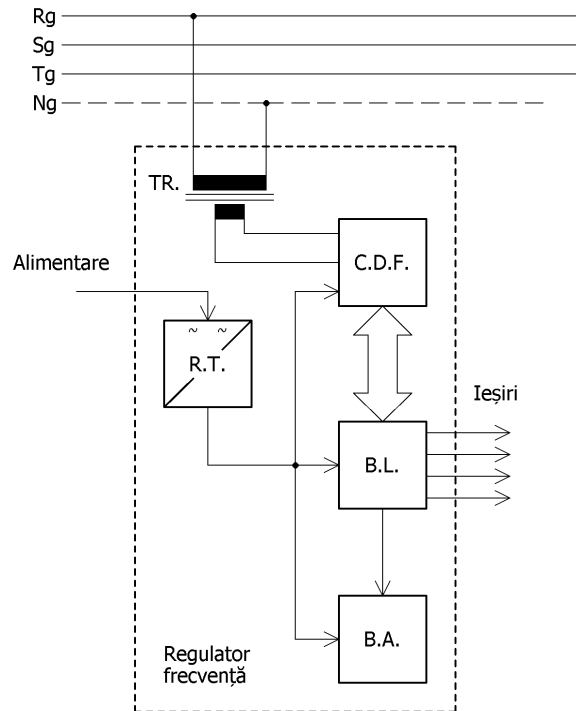 Rg
Sg
Tg
Ng
TR.
C.D.F.
Alimentare
~ ~
R.T.
Ieșiri
B.L.
B.A.
Regulator
frecvență